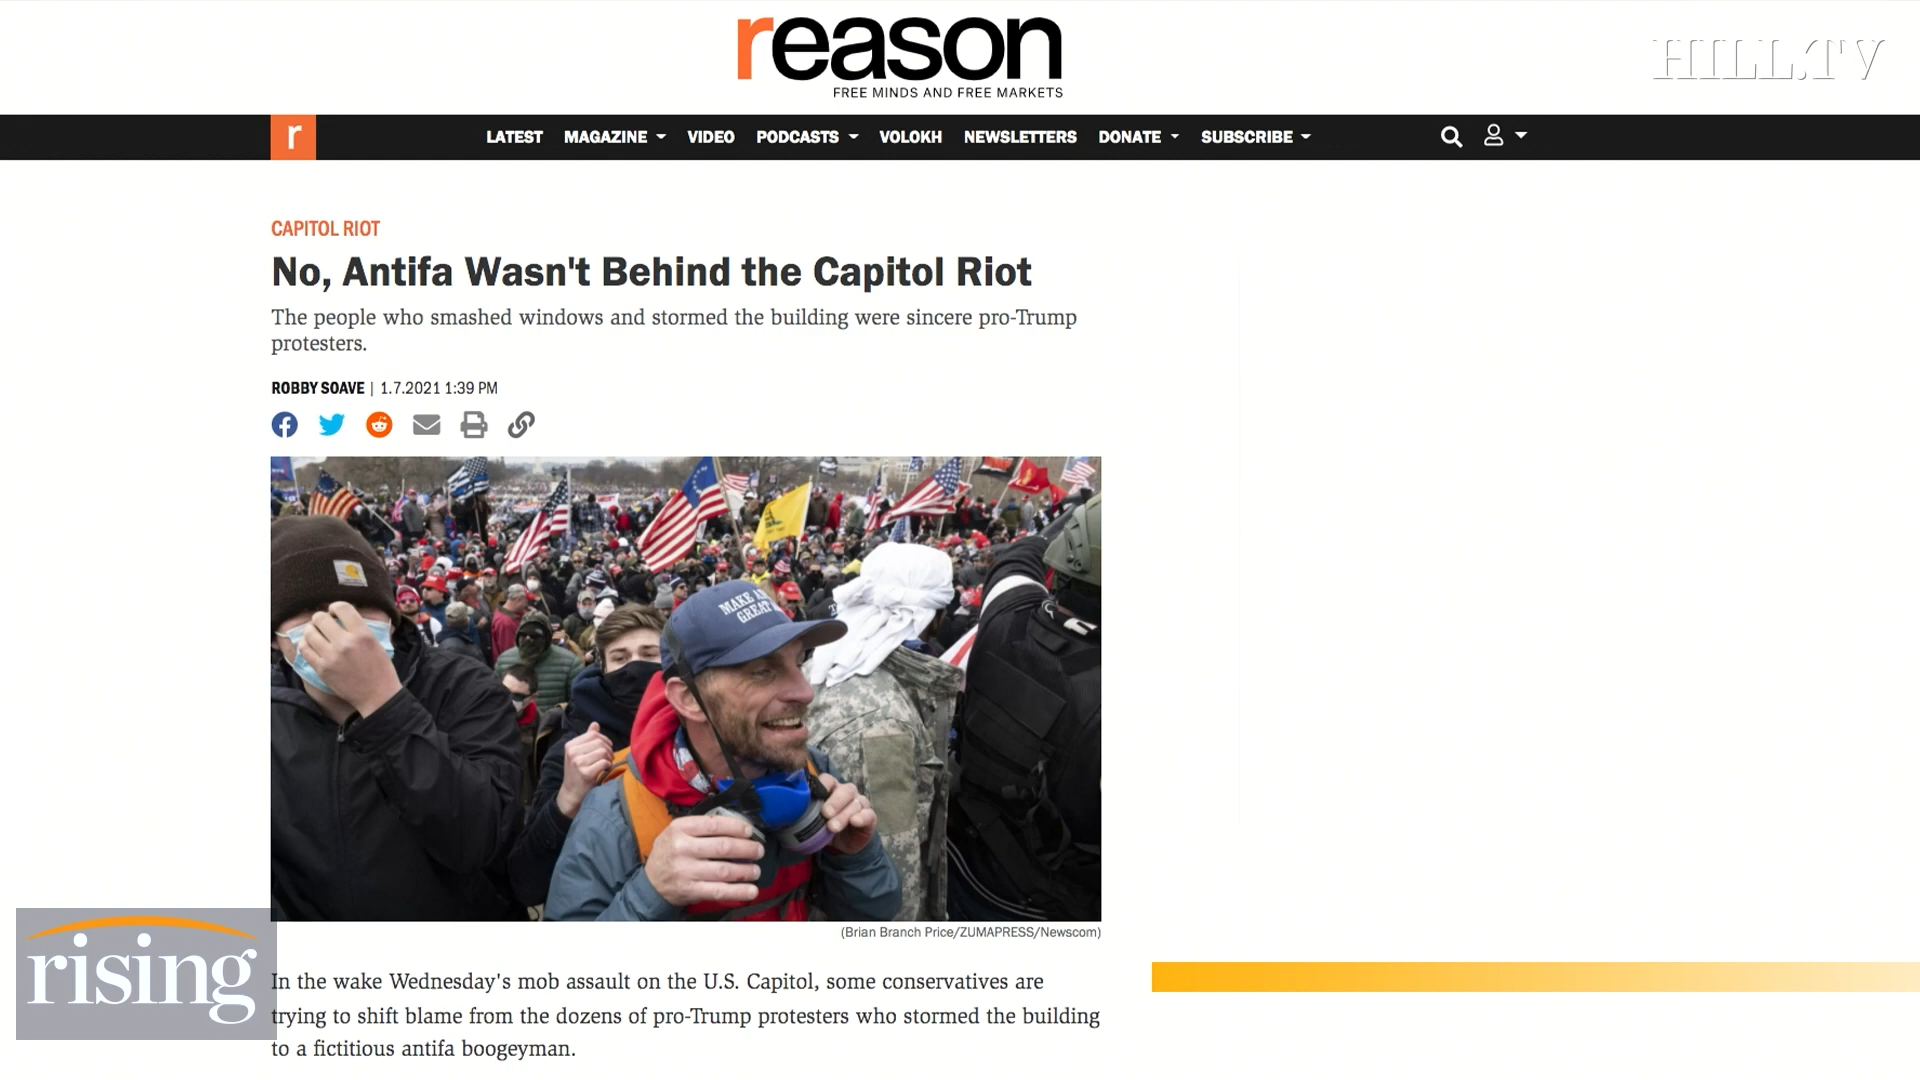 reason
FREE MINDS AND FREE MARKETS
HILL.TV
r
LATEST MAGAZINE VIDEO PODCASTS VOLOKH NEWSLETTERS DONATE SUBSCRIBE
CAPITOL RIOT
No, Antifa Wasn't Behind the Capitol Riot
The people who smashed windows and stormed the building were sincere pro-Trump
protesters.
ROBBY SOAVE | 1.7.2021 1:39 PM
MAKE A
GREAT
(Brian Branch Price/ZUMAPRESS/Newscom)
rising
In the wake Wednesday's mob assault on the U.S. Capitol, some conservatives are
trying to shift blame from the dozens of pro-Trump protesters who stormed the building
to a fictitious antifa boogeyman.